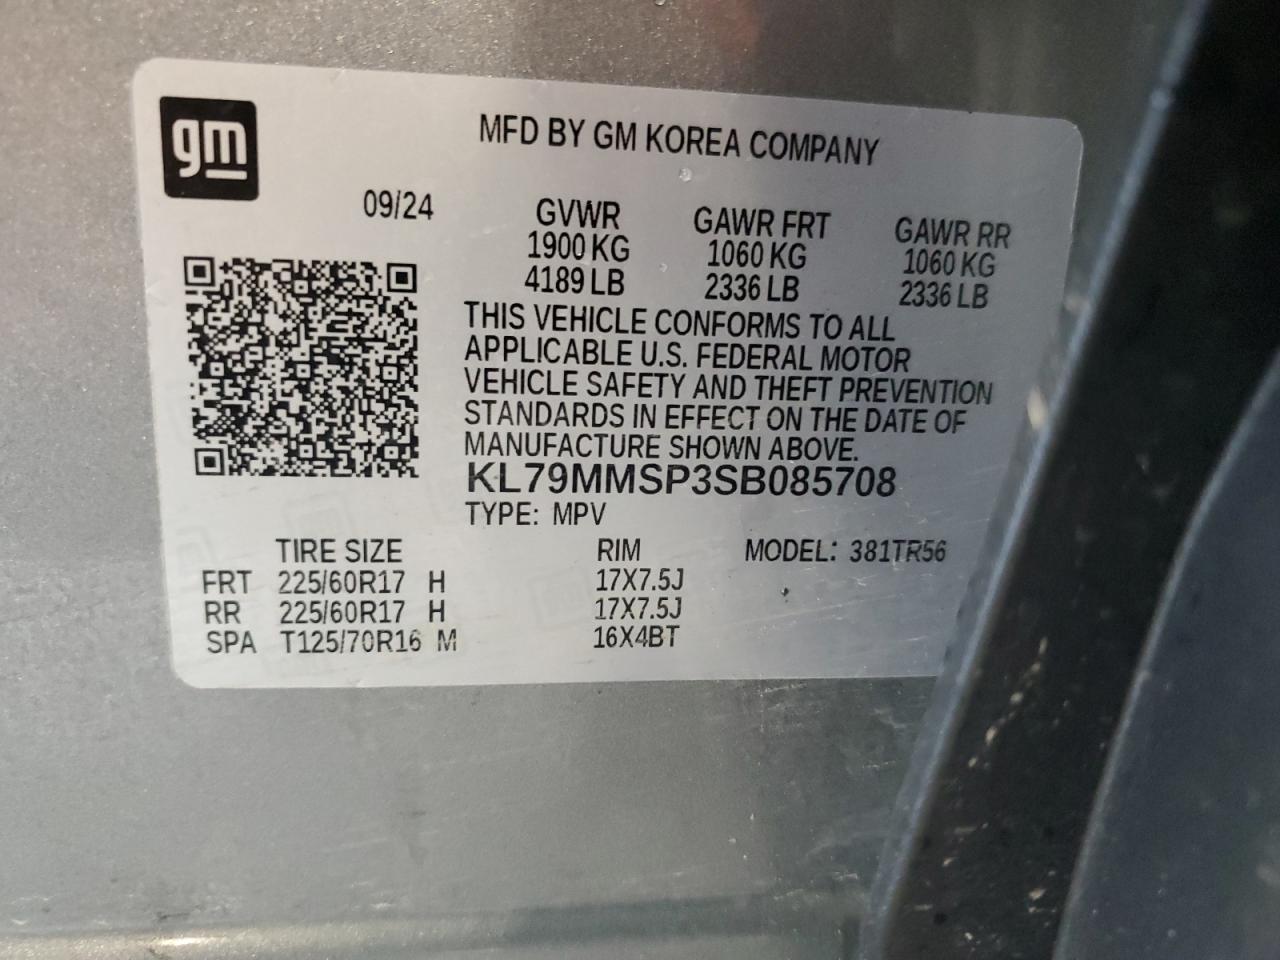 gm
MFD BY GM KOREA COMPANY
09/24
GVWR GAWR FRT GAWR RR
1900 KG 1060 KG 1060 KG
4189 LB 2336 LB 2336 LB
THIS VEHICLE CONFORMS TO ALL
APPLICABLE U.S. FEDERAL MOTOR
VEHICLE SAFETY AND THEFT PREVENTION
STANDARDS IN EFFECT ON THE DATE OF
MANUFACTURE SHOWN ABOVE.
KL79MMSP3SB085708
TYPE: MPV
TIRE SIZE RIM MODEL: 381TR56
FRT 225/60R17 H 17X7.5J
RR 225/60R17 H 17X7.5J
SPA T125/70R16 M 16X4BT